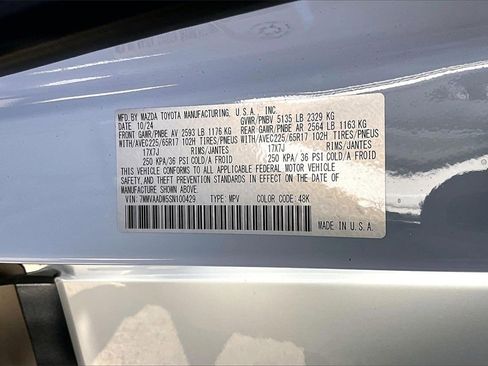 MFD.BY MAZDA TOYOTA MANUFACTURING, U.S.A., INC.
DATE: 10/24 GVWR/PNBV 5135 LB 2329 KG
FRONT GAWR/PNBE AV 2593 LB 1176 KG REAR GAWR/PNBE AR 2564 LB 1163 KG
WITH/AVEC225/65R17 102H TIRES/PNEUS WITH/AVEC225/65R17 102H TIRES/PNEUS
17X7J RIMS/JANTES 17X7J RIMS/JANTES
250 KPA/36 PSI COLD/A FROID 250 KPA/36 PSI COLD/A FROID
THIS VEHICLE CONFORMS TO ALL APPLICABLE FEDERAL MOTOR VEHICLE
SAFETY AND THEFT PREVENTION STANDARDS IN EFFECT ON THE DATE OF
MANUFACTURE SHOWN ABOVE.
VIN: 7MMVAADW5SN100429 TYPE: MPV COLOR CODE: 48K
MADE IN U.S.A.